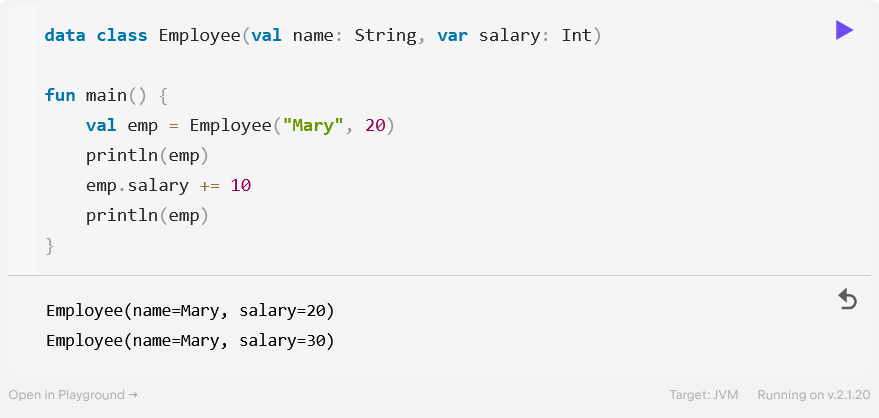 data class Employee(val name: String, var salary: Int)
fun main() {
    val emp = Employee("Mary", 20)
    println(emp)
    emp.salary += 10
    println(emp)
}
Employee(name=Mary, salary=20)
Employee(name=Mary, salary=30)
Open in Playground →
Target: JVM Running on v.2.1.20